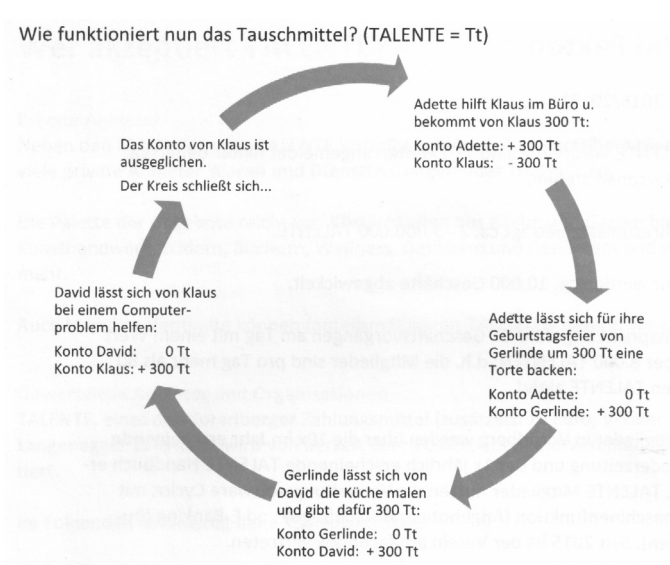 Wie funktioniert nun das Tauschmittel? (TALENTE = Tt)
Adette hilft Klaus im Büro u.
bekommt von Klaus 300 Tt:
Konto Adette: + 300 Tt
Konto Klaus: - 300 Tt
Adette lässt sich für ihre
Geburtstagsfeier von
Gerlinde um 300 Tt eine
Torte backen:
Konto Adette: 0 Tt
Konto Gerlinde: + 300 Tt
Gerlinde lässt sich von
David die Küche malen
und gibt dafür 300 Tt:
Konto Gerlinde: 0 Tt
Konto David: + 300 Tt
David lässt sich von Klaus
bei einem Computer-
problem helfen:
Konto David: 0 Tt
Konto Klaus: + 300 Tt
Das Konto von Klaus ist
ausgeglichen.
Der Kreis schließt sich...